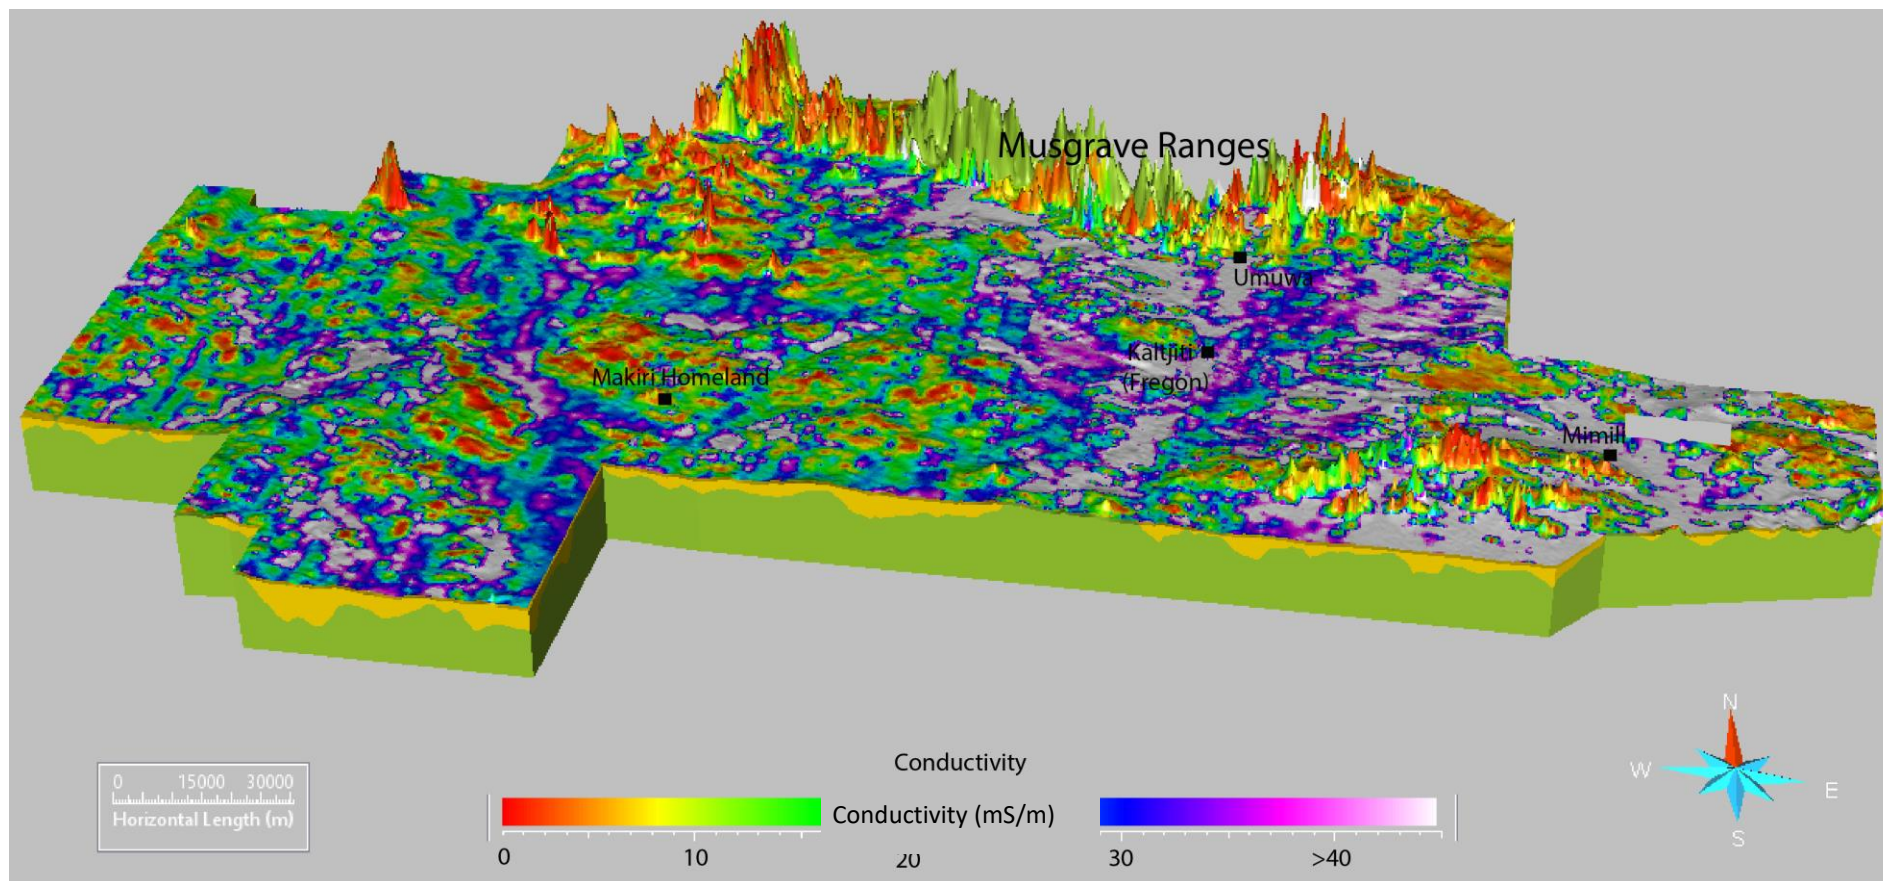 Musgrave Ranges
Umuwa
Kaltjiti
(Fregon)
Makiri Homeland
Mimili
N
W
E
S
0 15000 30000
Horizontal Length (m)
Conductivity
Conductivity (mS/m)
0 10 20 30 >40